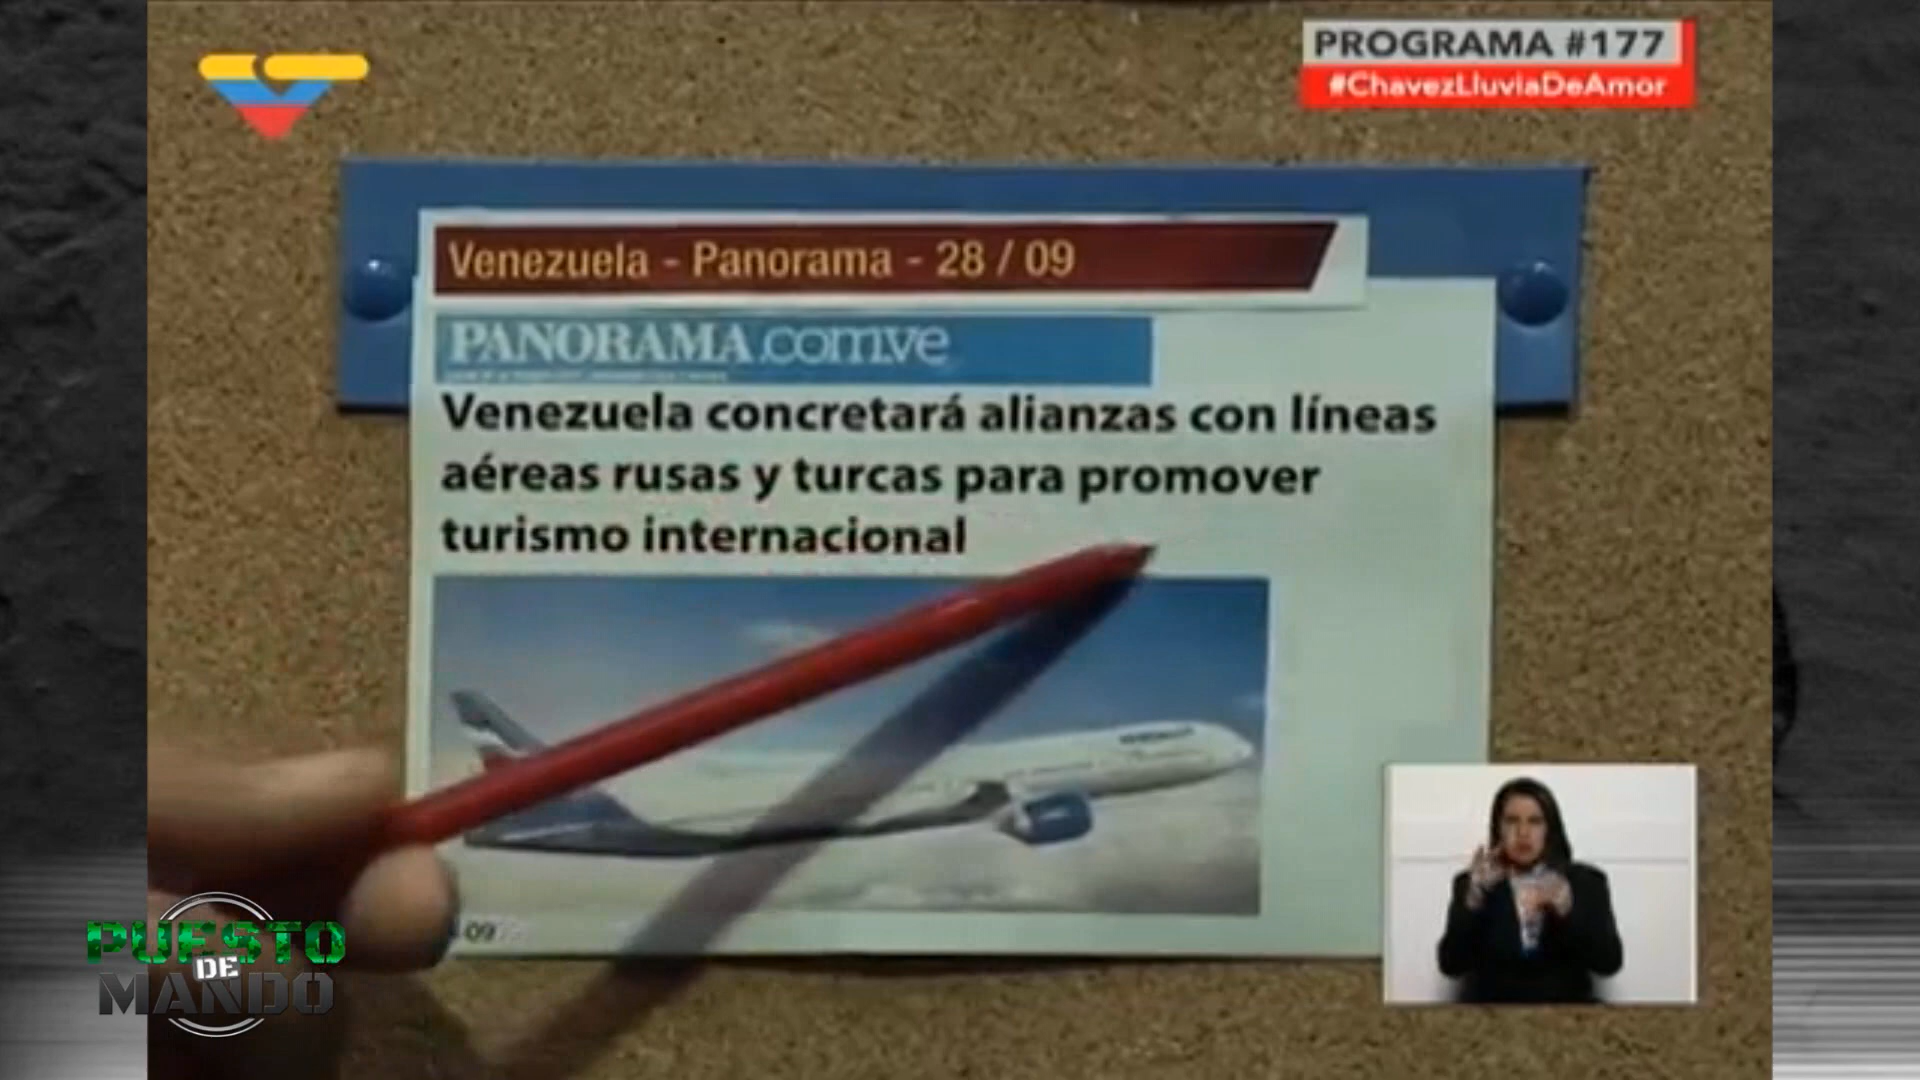 PROGRAMA #177
#ChavezLluviaDeAmor
Venezuela - Panorama - 28 / 09
PANORAMA.com.ve
Venezuela concretará alianzas con líneas
aéreas rusas y turcas para promover
turismo internacional
09
PUESTO
DE
MANDO